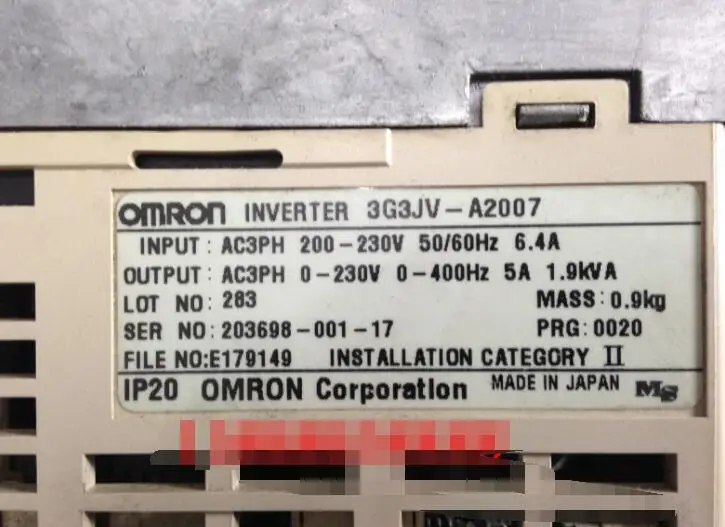 OMRON INVERTER 3G3JV-A2007
INPUT : AC3PH 200-230V 50/60Hz 6.4A
OUTPUT : AC3PH 0-230V 0-400Hz 5A 1.9kVA
LOT NO: 283 MASS: 0.9kg
SER NO: 203698-001-17 PRG: 0020
FILE NO:E179149 INSTALLATION CATEGORY II
IP20 OMRON Corporation MADE IN JAPAN MS